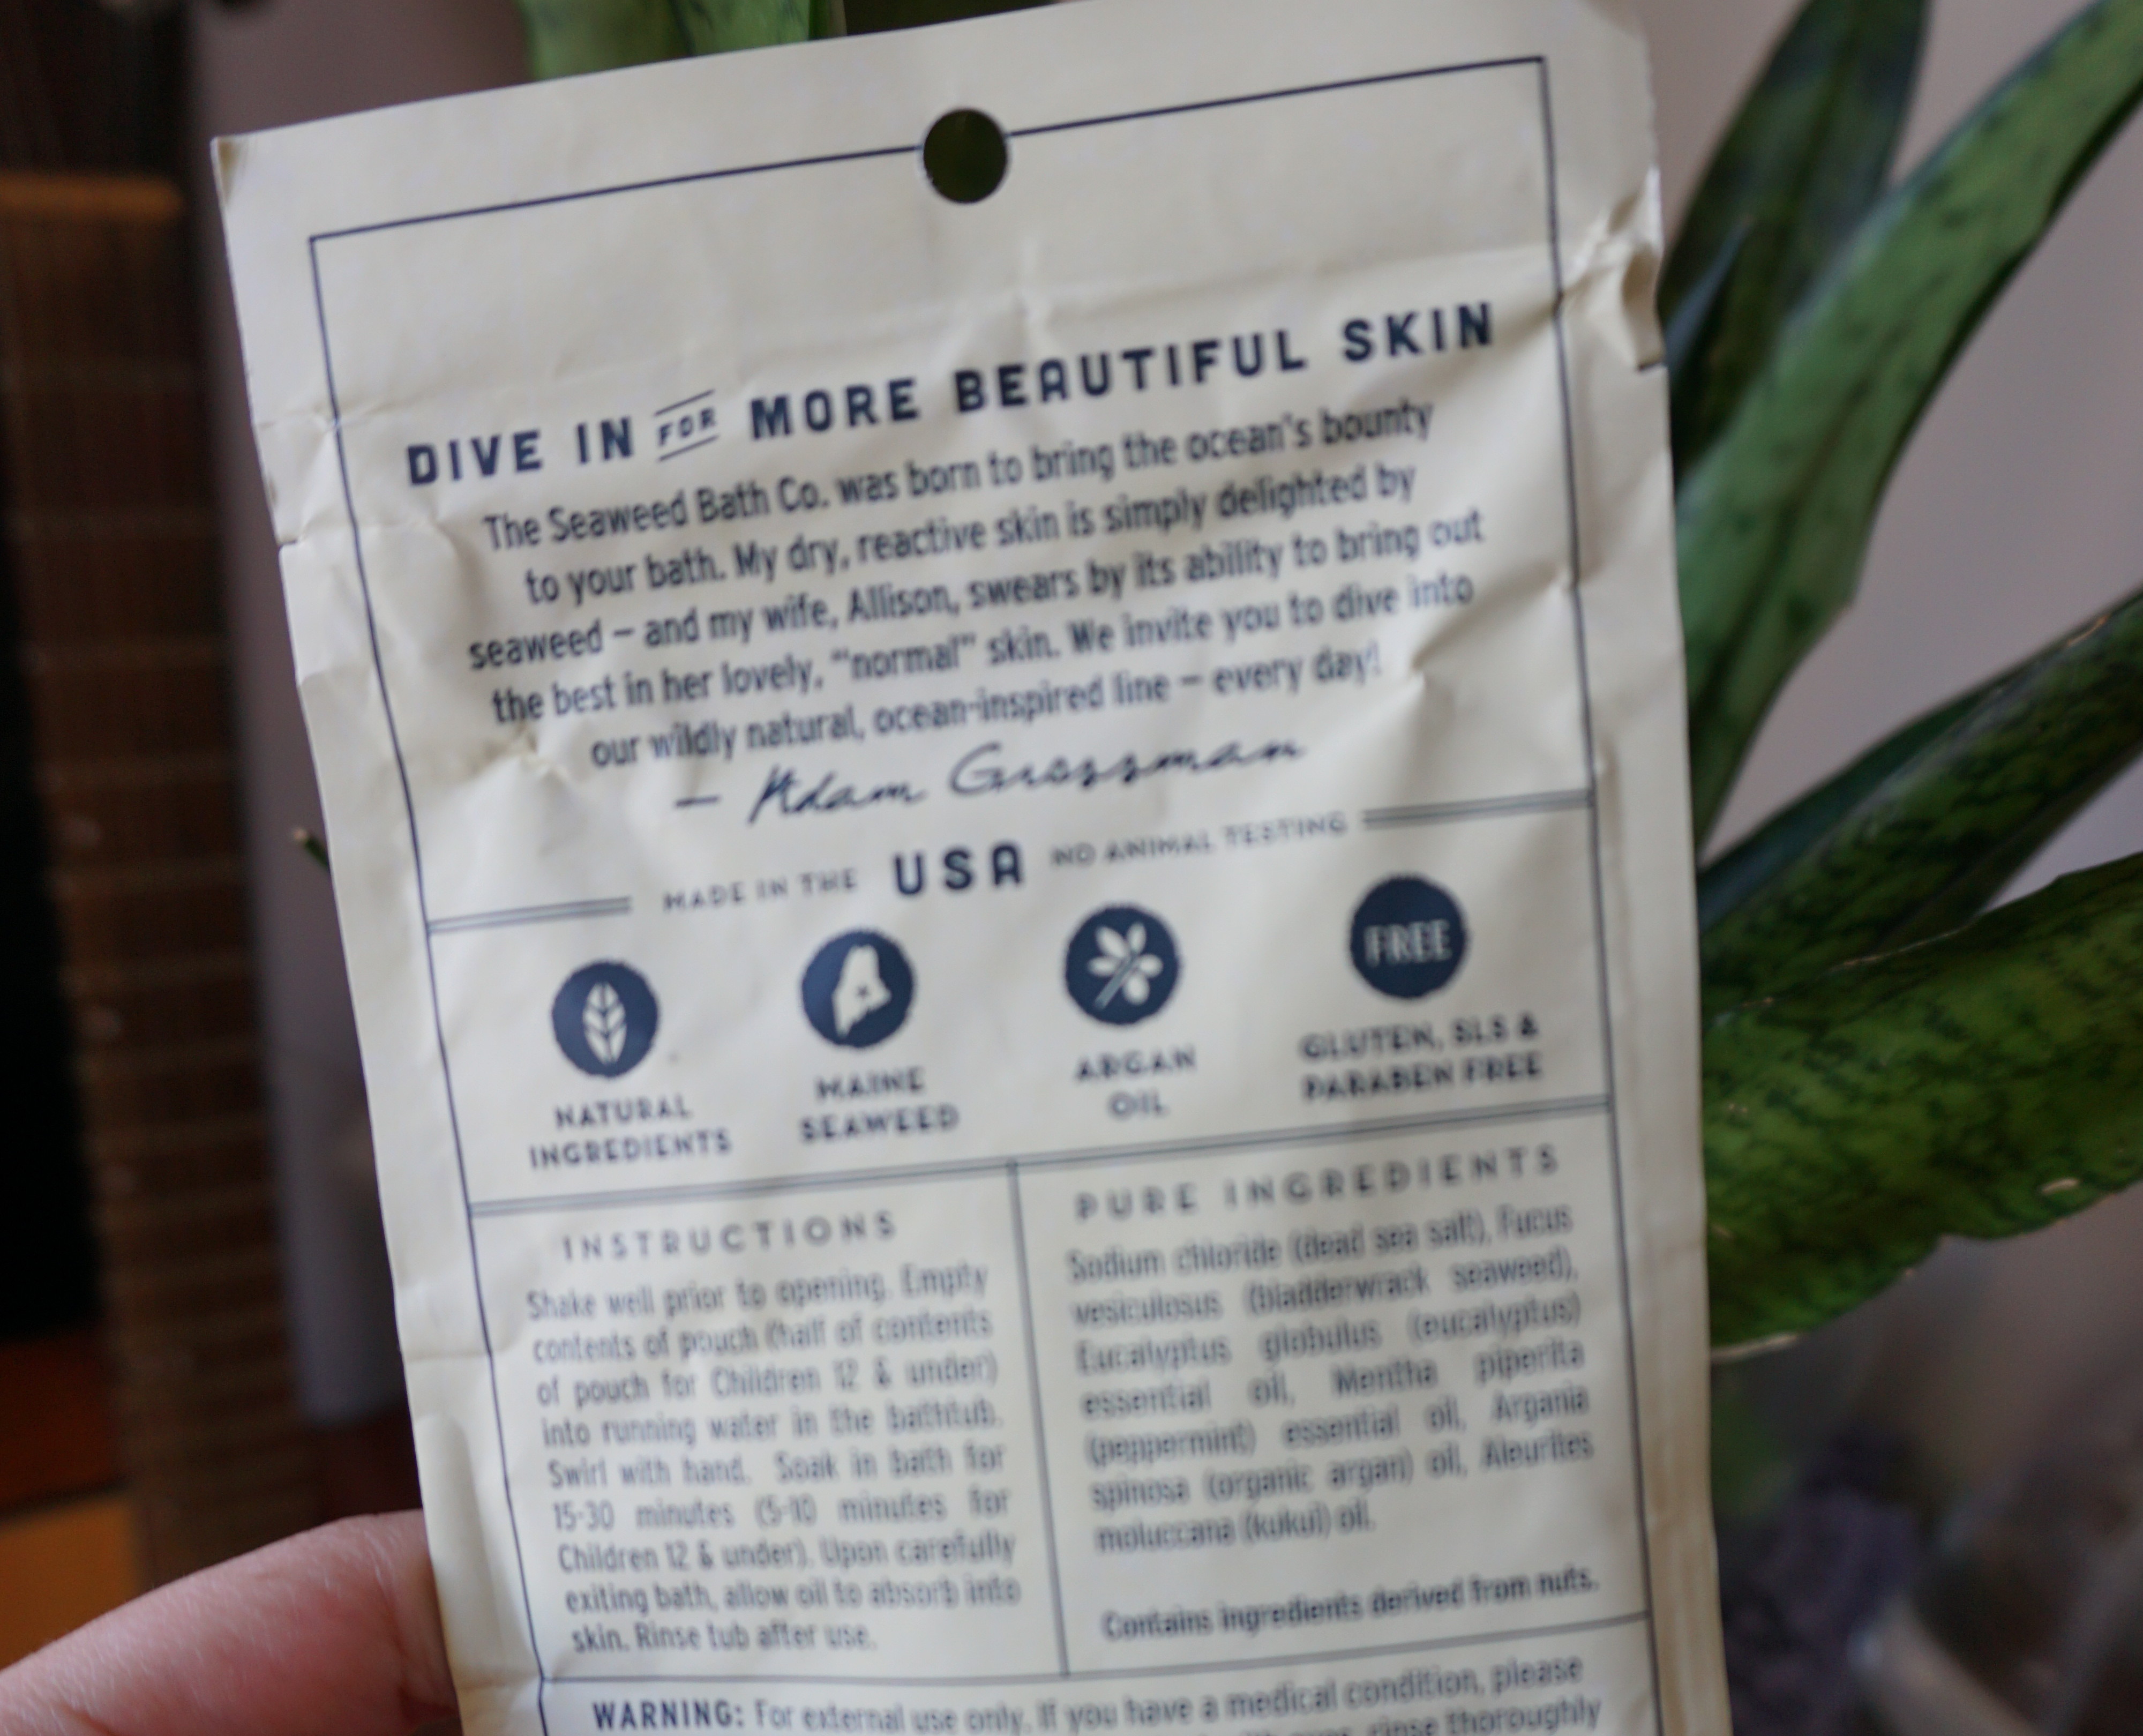 DIVE IN FOR MORE BEAUTIFUL SKIN
The Seaweed Bath Co. was born to bring the ocean's bounty
to your bath. My dry, reactive skin is simply delighted by
seaweed – and my wife, Allison, swears by its ability to bring out
the best in her lovely, "normal" skin. We invite you to dive into
our wildly natural, ocean-inspired line – every day!
– Adam Grossman
MADE IN THE USA NO ANIMAL TESTING
FREE
NATURAL
INGREDIENTS
MAINE
SEAWEED
ARGAN
OIL
GLUTEN, SLS &
PARABEN FREE
INSTRUCTIONS
Shake well prior to opening. Empty
contents of pouch (half of contents
of pouch for Children 12 & under)
into running water in the bathtub.
Swirl with hand. Soak in bath for
15-30 minutes (5-10 minutes for
Children 12 & under). Upon carefully
exiting bath, allow oil to absorb into
skin. Rinse tub after use.
PURE INGREDIENTS
Sodium chloride (dead sea salt), Fucus
vesiculosus (bladderwrack seaweed),
Eucalyptus globulus (eucalyptus)
essential oil, Mentha piperita
(peppermint) essential oil, Argania
spinosa (organic argan) oil, Aleurites
moluccana (kukui) oil.
Contains ingredients derived from nuts.
WARNING: For external use only. If you have a medical condition, please
rinse thoroughly